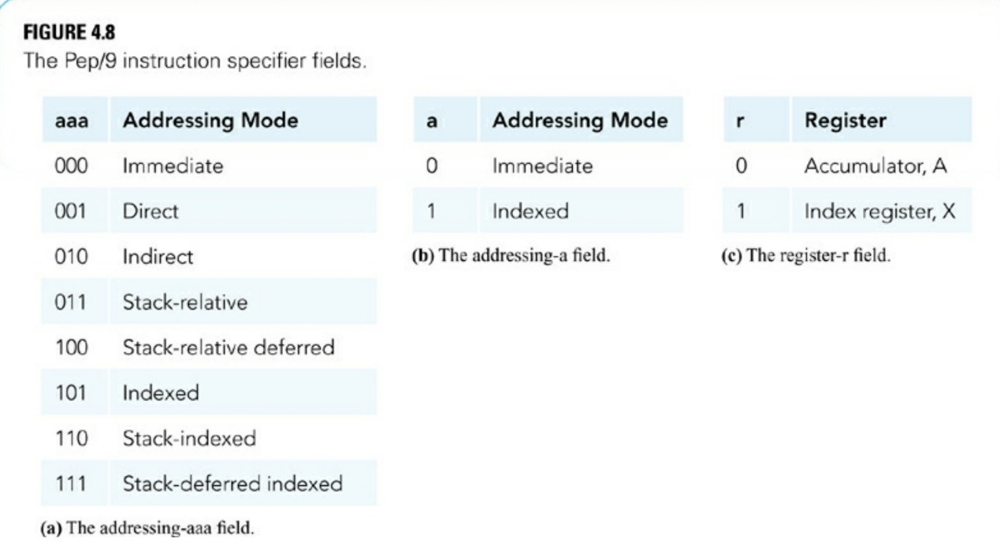 FIGURE 4.8
The Pep/9 instruction specifier fields.
aaa Addressing Mode
000 Immediate
001 Direct
010 Indirect
011 Stack-relative
100 Stack-relative deferred
101 Indexed
110 Stack-indexed
111 Stack-deferred indexed
(a) The addressing-aaa field.
a Addressing Mode
0 Immediate
1 Indexed
(b) The addressing-a field.
r Register
0 Accumulator, A
1 Index register, X
(c) The register-r field.